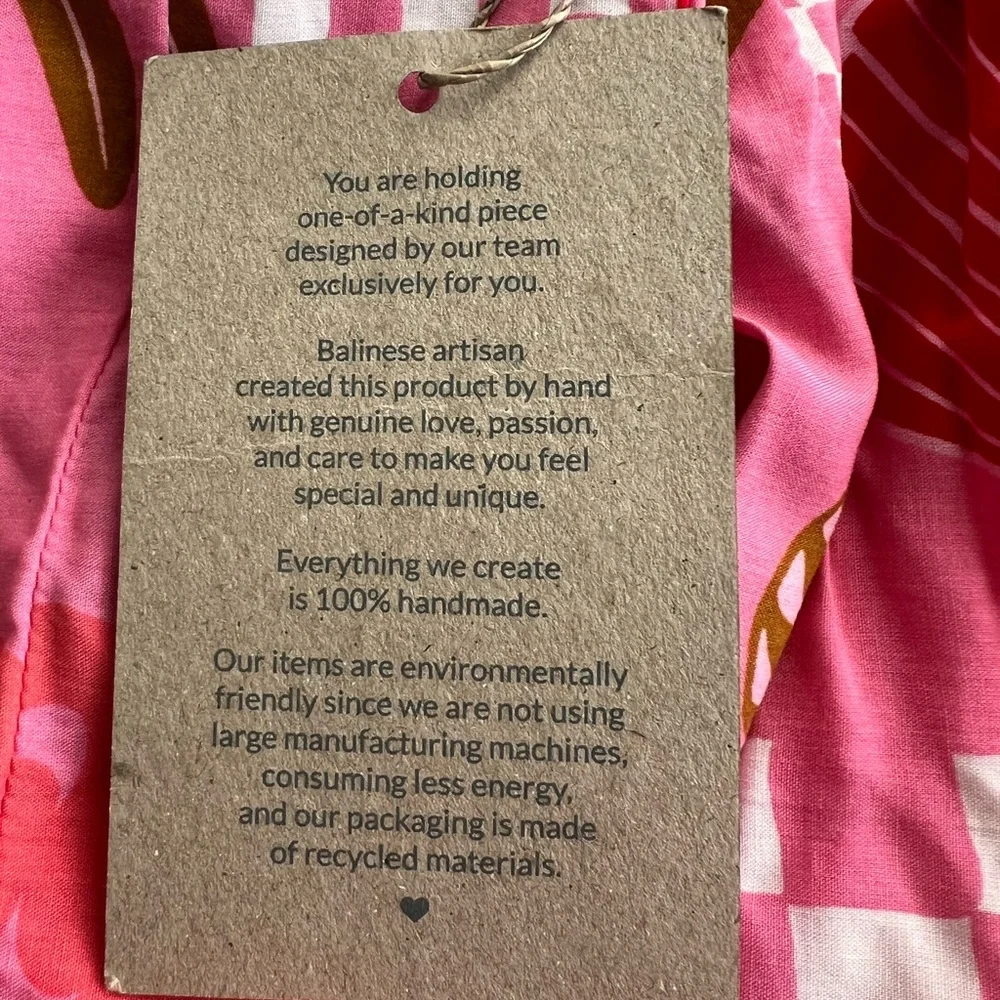 You are holding
one-of-a-kind piece
designed by our team
exclusively for you.
Balinese artisan
created this product by hand
with genuine love, passion,
and care to make you feel
special and unique.
Everything we create
is 100% handmade.
Our items are environmentally
friendly since we are not using
large manufacturing machines,
consuming less energy,
and our packaging is made
of recycled materials.